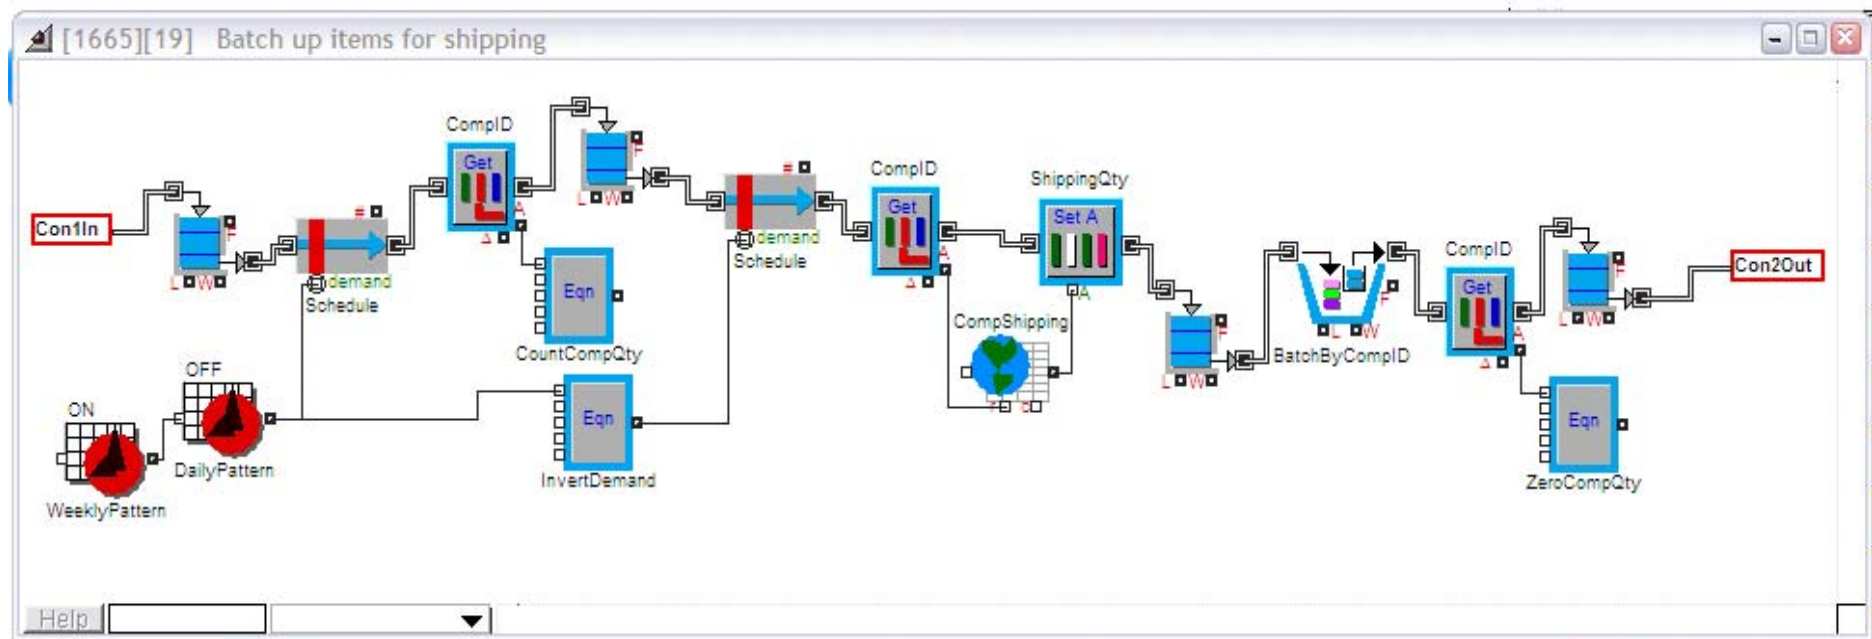 [1665][19] Batch up items for shipping
CompID
Get
F
L W
A
Δ
Con1In
F
L W
#
demand
Schedule
CountCompQty
Eqn
#
demand
Schedule
CompID
Get
A
Δ
ShippingQty
Set A
A
CompShipping
r c
F
L W
F
L W
BatchByCompID
CompID
Get
A
Δ
F
L W
Con2Out
Eqn
ZeroCompQty
OFF
DailyPattern
ON
WeeklyPattern
Eqn
InvertDemand
Help